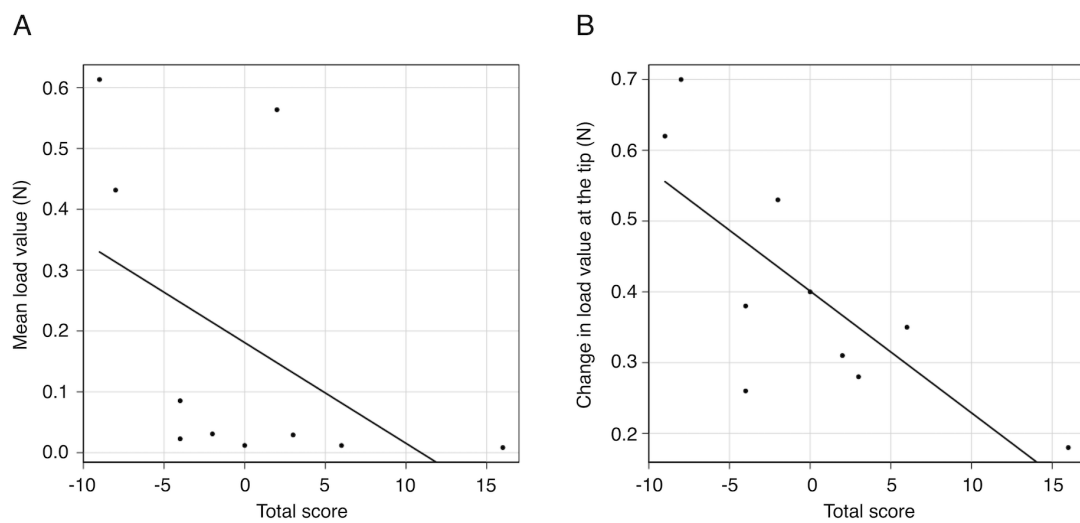 A
Mean load value (N)
0.6
0.5
0.4
0.3
0.2
0.1
0.0
-10 -5 0 5 10 15
Total score
B
Change in load value at the tip (N)
0.7
0.6
0.5
0.4
0.3
0.2
-10 -5 0 5 10 15
Total score